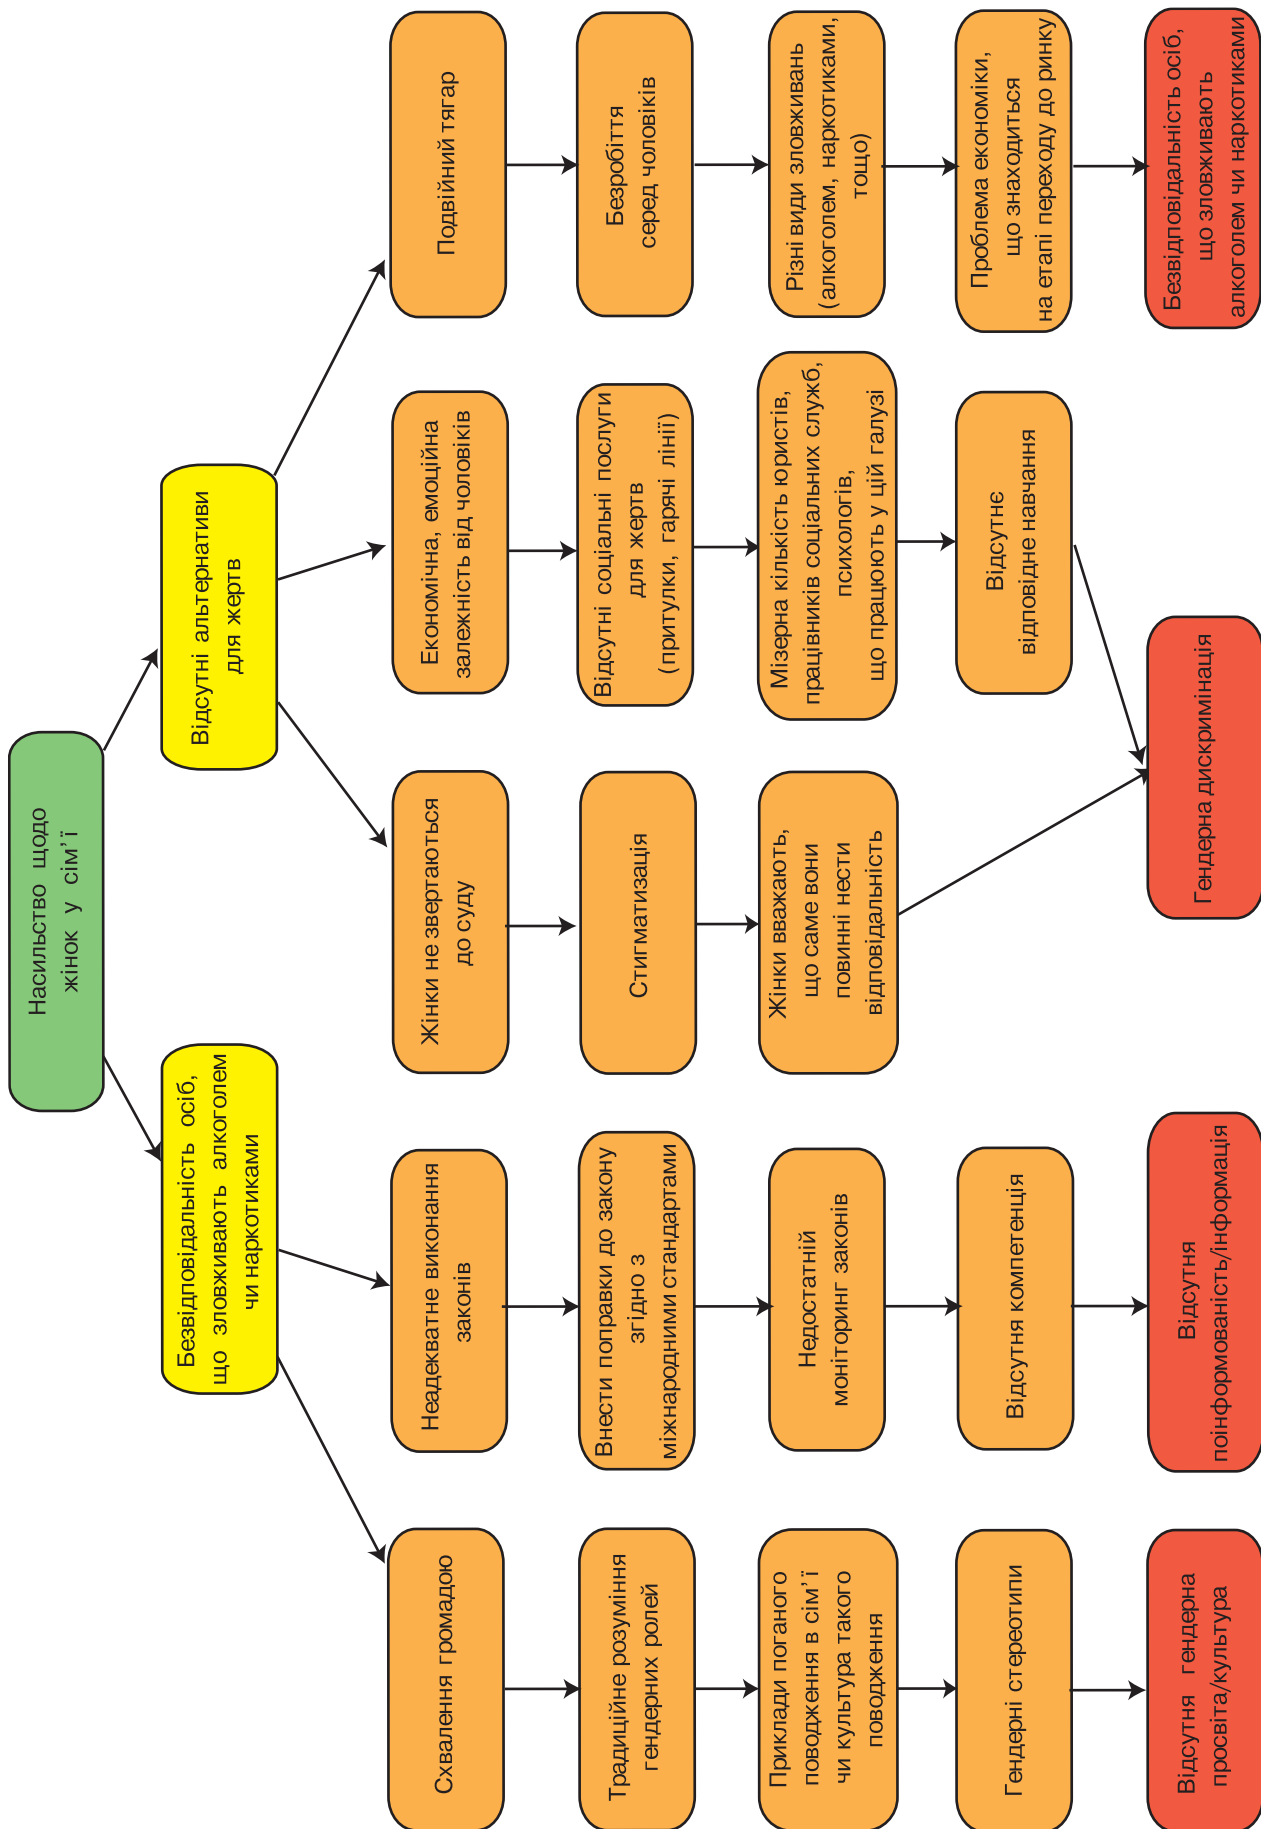 Насильство щодо
жінок у сім’ї
Безвідповідальність осіб,
що зловживають алкоголем
чи наркотиками
Відсутні альтернативи
для жертв
Схвалення громадою
Неадекватне виконання
законів
Жінки не звертаються
до суду
Економічна, емоційна
залежність від чоловіків
Подвійний тягар
Традиційне розуміння
гендерних ролей
Внести поправки до закону
згідно з
міжнародними стандартами
Стигматизація
Відсутні соціальні послуги
для жертв
(притулки, гарячі лінії)
Безробіття
серед чоловіків
Приклади поганого
поводження в сім’ї
чи культура такого
поводження
Недостатній
моніторинг законів
Жінки вважають,
що саме вони
повинні нести
відповідальність
Мізерна кількість юристів,
працівників соціальних служб,
психологів,
що працюють у цій галузі
Різні види зловживань
(алкоголем, наркотиками,
тощо)
Гендерні стереотипи
Відсутня компетенція
Відсутнє
відповідне навчання
Проблема економіки,
що знаходиться
на етапі переходу до ринку
Відсутня гендерна
просвіта/культура
Відсутня
поінформованість/інформація
Гендерна дискримінація
Безвідповідальність осіб,
що зловживають
алкоголем чи наркотиками